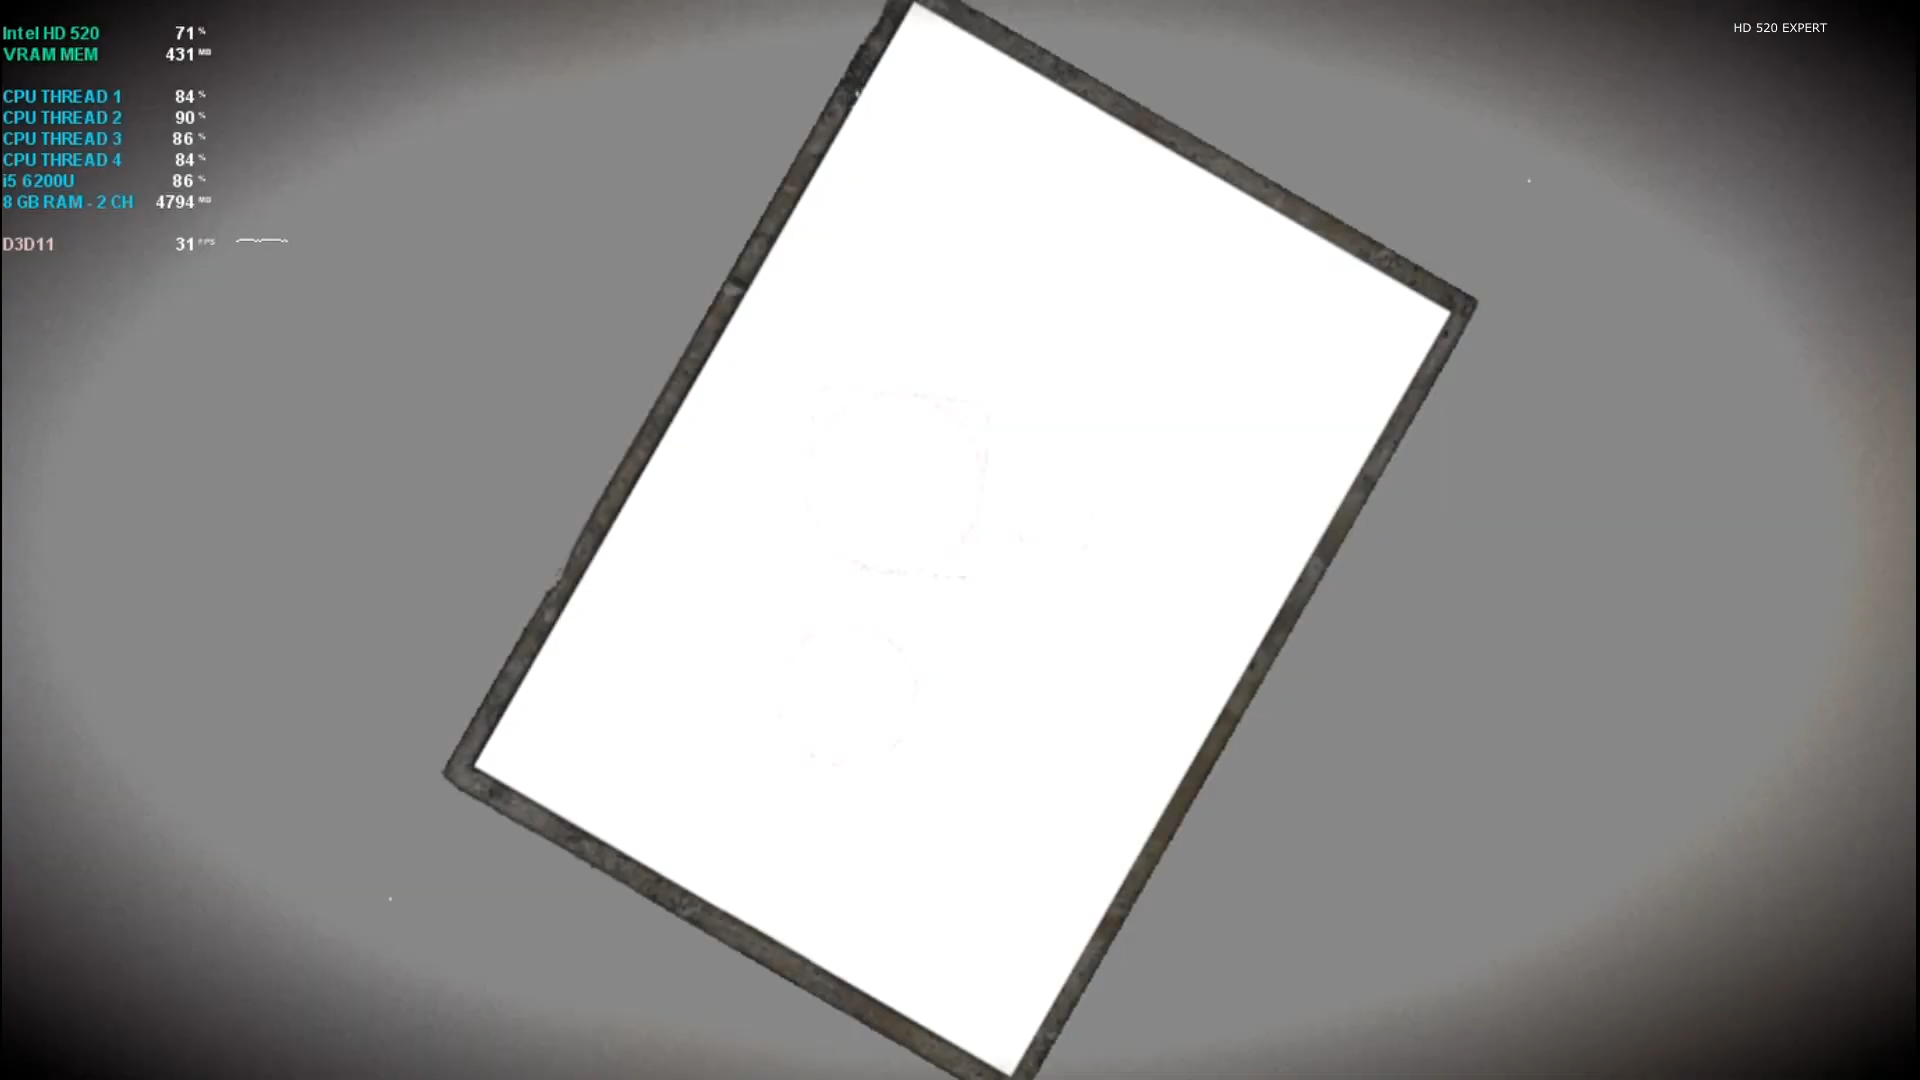 Intel HD 520 71 %
VRAM MEM 431 MB
CPU THREAD 1 84 %
CPU THREAD 2 90 %
CPU THREAD 3 86 %
CPU THREAD 4 84 %
i5 6200U 86 %
8 GB RAM - 2 CH 4794 MB
D3D11 31 FPS
HD 520 EXPERT